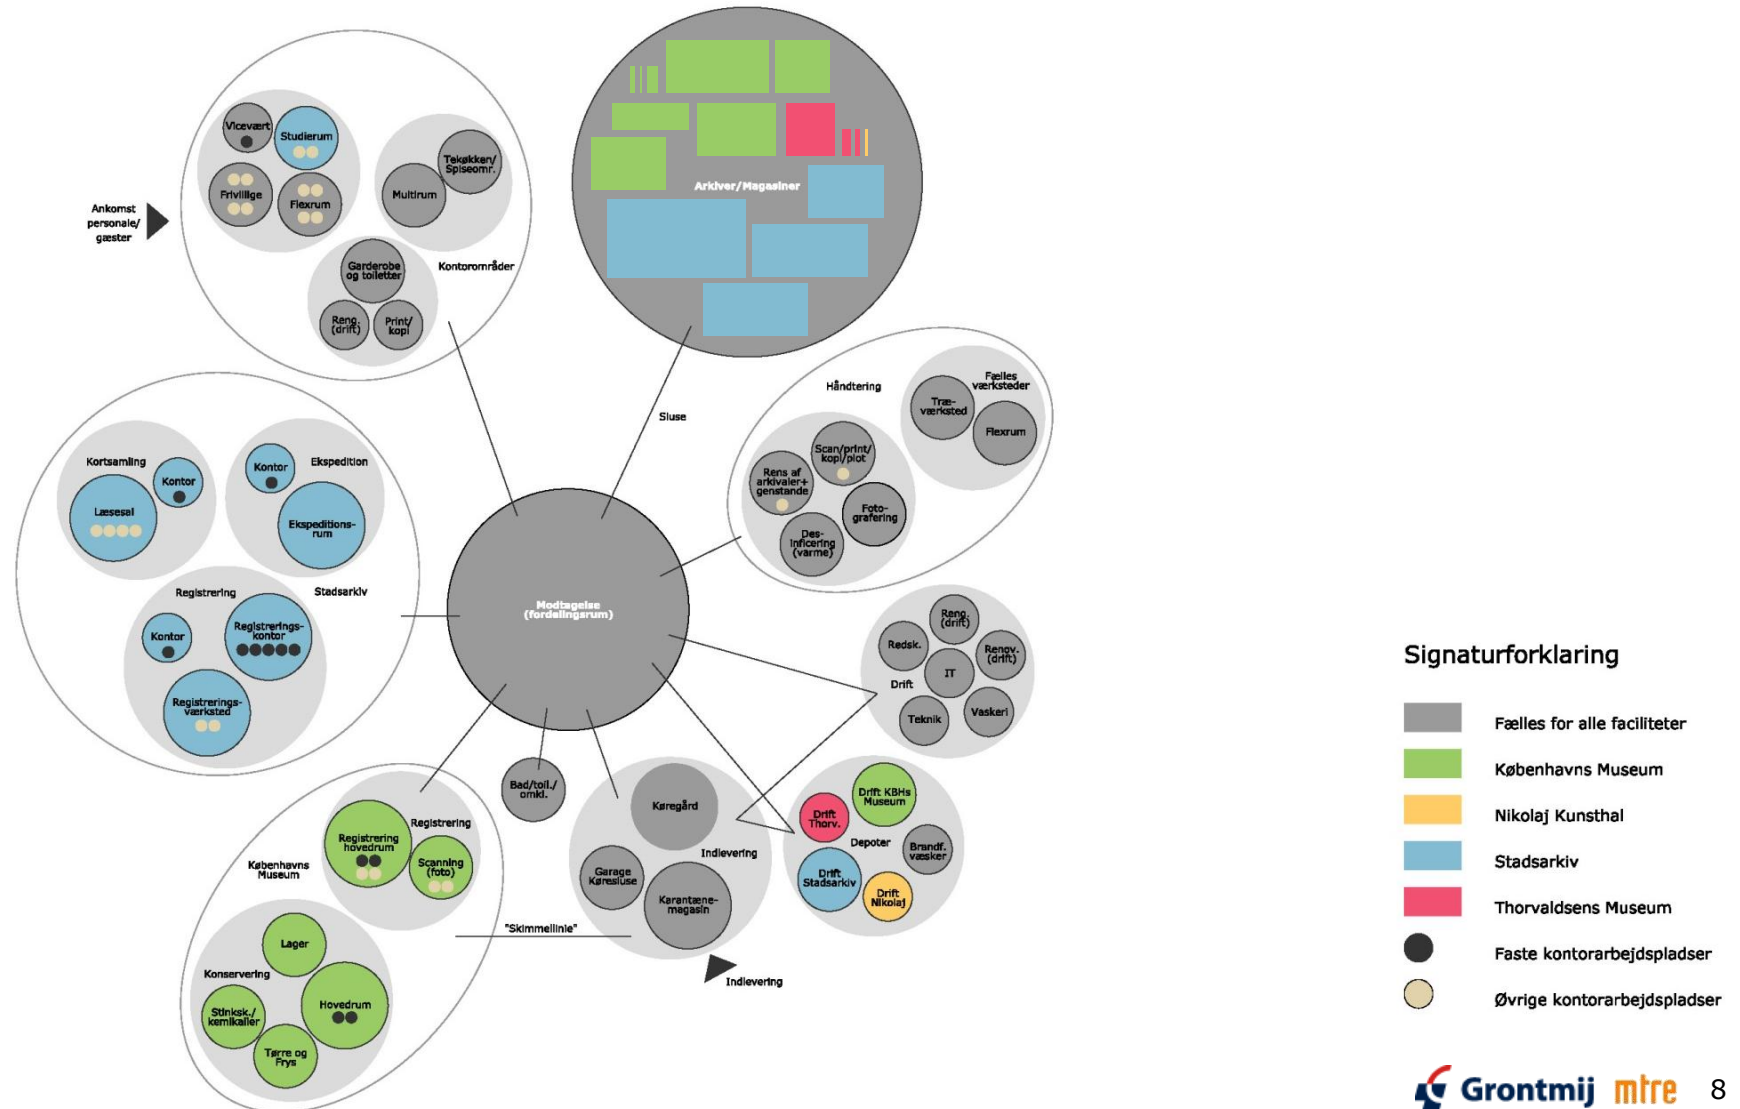 Vicevært
Studierum
Frivillige
Flexrum
Tekøkken/
Spiseomr.
Multirum
Ankomst
personale/
gæster
Garderobe
og toiletter
Kontorområder
Reng.
(drift)
Print/
kopi
Arkiver/Magasiner
Sluse
Håndtering
Fælles
værksteder
Træ-
værksted
Flexrum
Scan/print/
kopi/plot
Rens af
arkivaler+
genstande
Foto-
grafering
Des-
inficering
(varme)
Kortsamling
Kontor
Læsesal
Kontor
Ekspedition
Ekspeditions-
rum
Registrering
Stadsarkiv
Kontor
Registrerings-
kontor
Registrerings-
værksted
Modtagelse
(fordelingsrum)
Reng.
(drift)
Redsk.
Renov.
(drift)
IT
Drift
Teknik
Vaskeri
Bad/toil./
omkl.
Køregård
Indlevering
Garage
Køresluse
Karantæne-
magasin
Drift KBHs
Museum
Drift
Thorv.
Depoter
Brandf.
væsker
Drift
Stadsarkiv
Drift
Nikolaj
Registrering
Registrering
hovedrum
Scanning
(foto)
Københavns
Museum
"Skimmellinie"
Indlevering
Lager
Konservering
Stinksk./
kemikalier
Hovedrum
Tørre og
Frys
Signaturforklaring
Fælles for alle faciliteter
Københavns Museum
Nikolaj Kunsthal
Stadsarkiv
Thorvaldsens Museum
Faste kontorarbejdspladser
Øvrige kontorarbejdspladser
Grontmij mtre 8